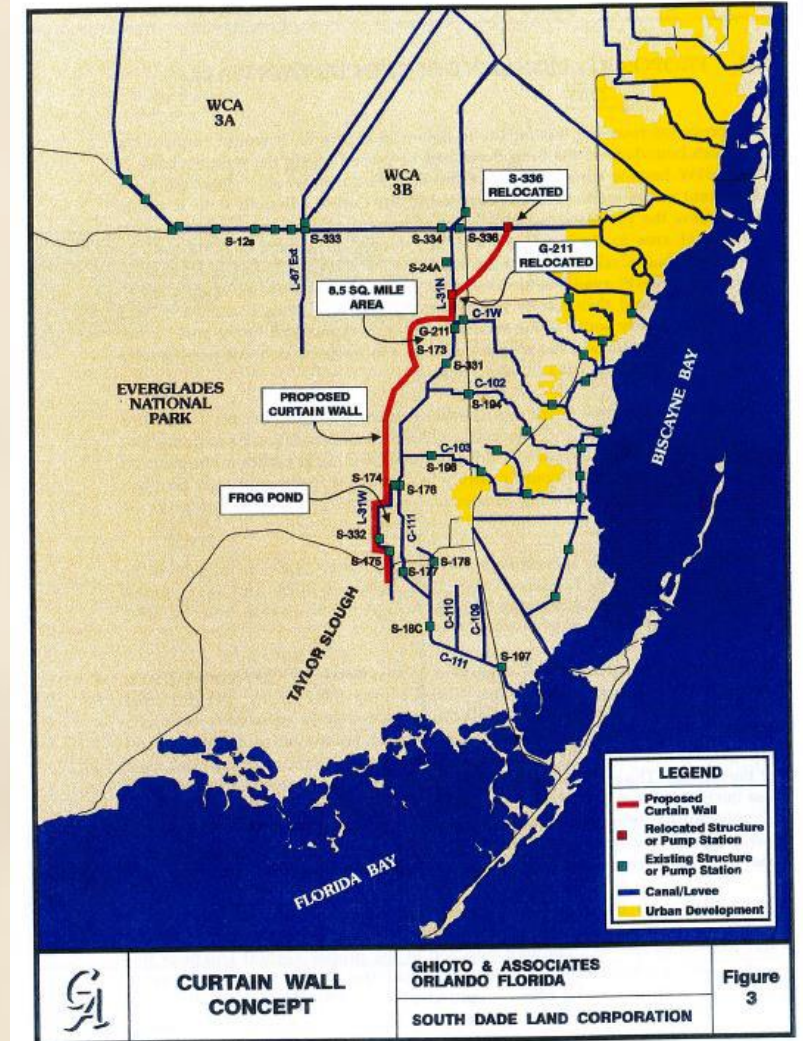 WCA
3A
WCA
3B
S-336
RELOCATED
S-12s
S-333
S-334
S-336
G-211
RELOCATED
S-24A
L-67 Ext
L-31N
8.5 SQ. MILE
AREA
C-1W
G-211
S-173
S-331
EVERGLADES
NATIONAL
PARK
C-102
S-194
PROPOSED
CURTAIN WALL
BISCAYNE BAY
C-103
S-196
S-174
S-176
FROG POND
L-31W
C-111
S-332
S-175
S-177
S-178
TAYLOR SLOUGH
C-110
C-109
S-18C
C-111
S-197
FLORIDA BAY
LEGEND
Proposed
Curtain Wall
Relocated Structure
or Pump Station
Existing Structure
or Pump Station
Canal/Levee
Urban Development
GA
CURTAIN WALL
CONCEPT
GHIOTO & ASSOCIATES
ORLANDO FLORIDA
SOUTH DADE LAND CORPORATION
Figure
3